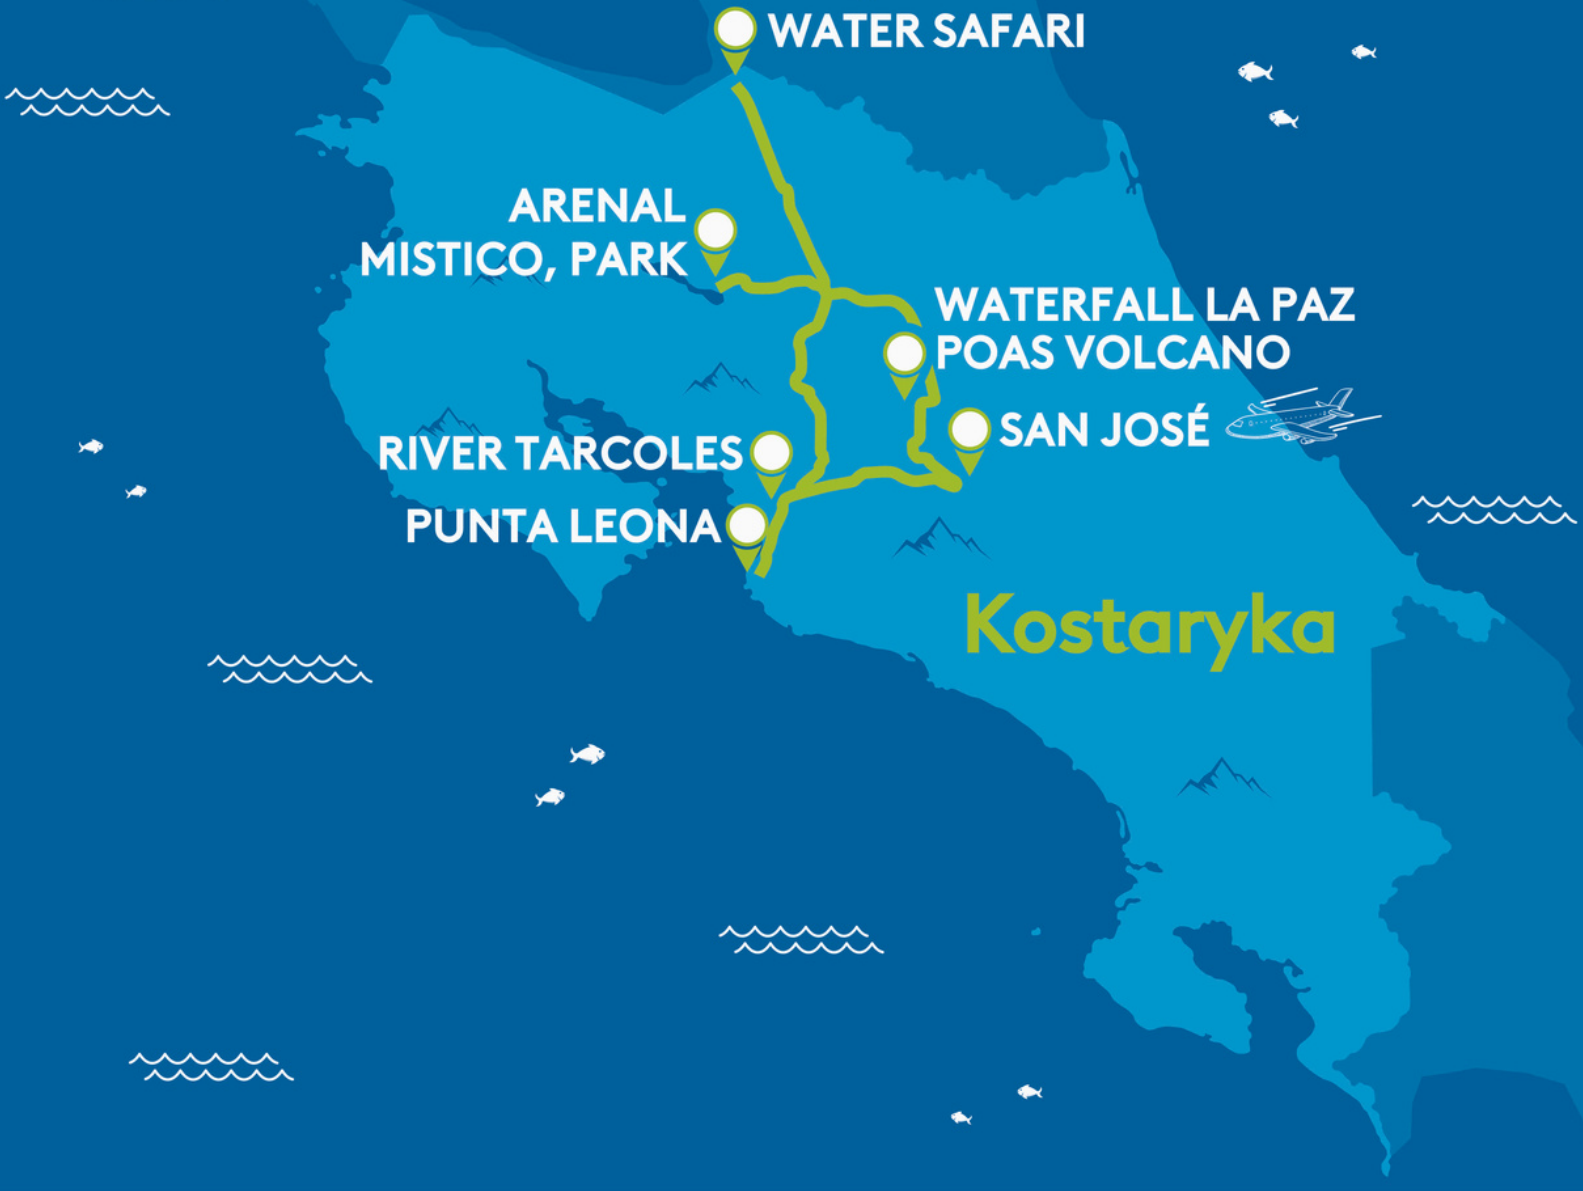 WATER SAFARI
ARENAL
MISTICO, PARK
WATERFALL LA PAZ
POAS VOLCANO
SAN JOSÉ
RIVER TARCOLES
PUNTA LEONA
Kostaryka